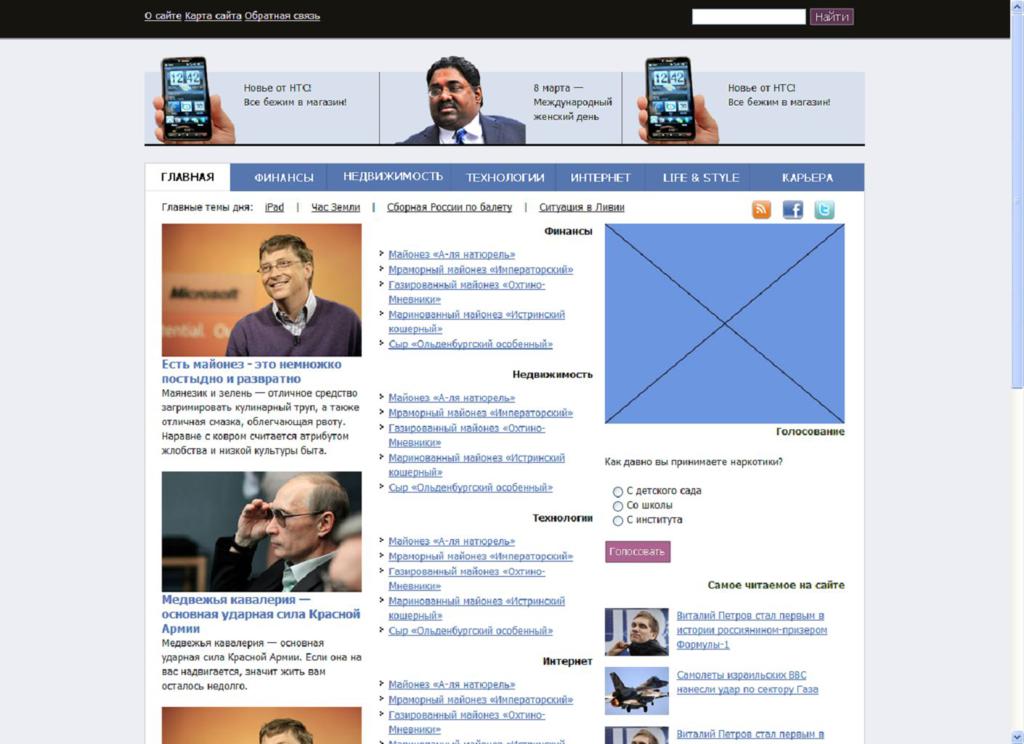 О сайте Карта сайта Обратная связь
Найти
Новье от HTC!
Все бежим в магазин!
8 марта —
Международный
женский день
Новье от HTC!
Все бежим в магазин!
ГЛАВНАЯ ФИНАНСЫ НЕДВИЖИМОСТЬ ТЕХНОЛОГИИ ИНТЕРНЕТ LIFE & STYLE КАРЬЕРА
Главные темы дня: iPad | Час Земли | Сборная России по балету | Ситуация в Ливии
Microsoft
Есть майонез - это немножко
постыдно и развратно
Маянезик и зелень — отличное средство
загримировать кулинарный труп, а также
отличная смазка, облегчающая рвоту.
Наравне с ковром считается атрибутом
жлобства и низкой культуры быта.
Медвежья кавалерия —
основная ударная сила Красной
Армии
Медвежья кавалерия — основная
ударная сила Красной Армии. Если она на
вас надвигается, значит жить вам
осталось недолго.
Финансы
Майонез «А-ля натюрель»
Мраморный майонез «Императорский»
Газированный майонез «Охтино-
Мневники»
Маринованный майонез «Истринский
кошерный»
Сыр «Ольденбургский особенный»
Недвижимость
Майонез «А-ля натюрель»
Мраморный майонез «Императорский»
Газированный майонез «Охтино-
Мневники»
Маринованный майонез «Истринский
кошерный»
Сыр «Ольденбургский особенный»
Технологии
Майонез «А-ля натюрель»
Мраморный майонез «Императорский»
Газированный майонез «Охтино-
Мневники»
Маринованный майонез «Истринский
кошерный»
Сыр «Ольденбургский особенный»
Интернет
Майонез «А-ля натюрель»
Мраморный майонез «Императорский»
Газированный майонез «Охтино-
Мневники»
Маринованный майонез «Истринский
Голосование
Как давно вы принимаете наркотики?
С детского сада
Со школы
С института
Голосовать
Самое читаемое на сайте
Виталий Петров стал первым в
истории россиянином-призером
Формулы-1
Самолеты израильских ВВС
нанесли удар по сектору Газа
Виталий Петров стал первым в